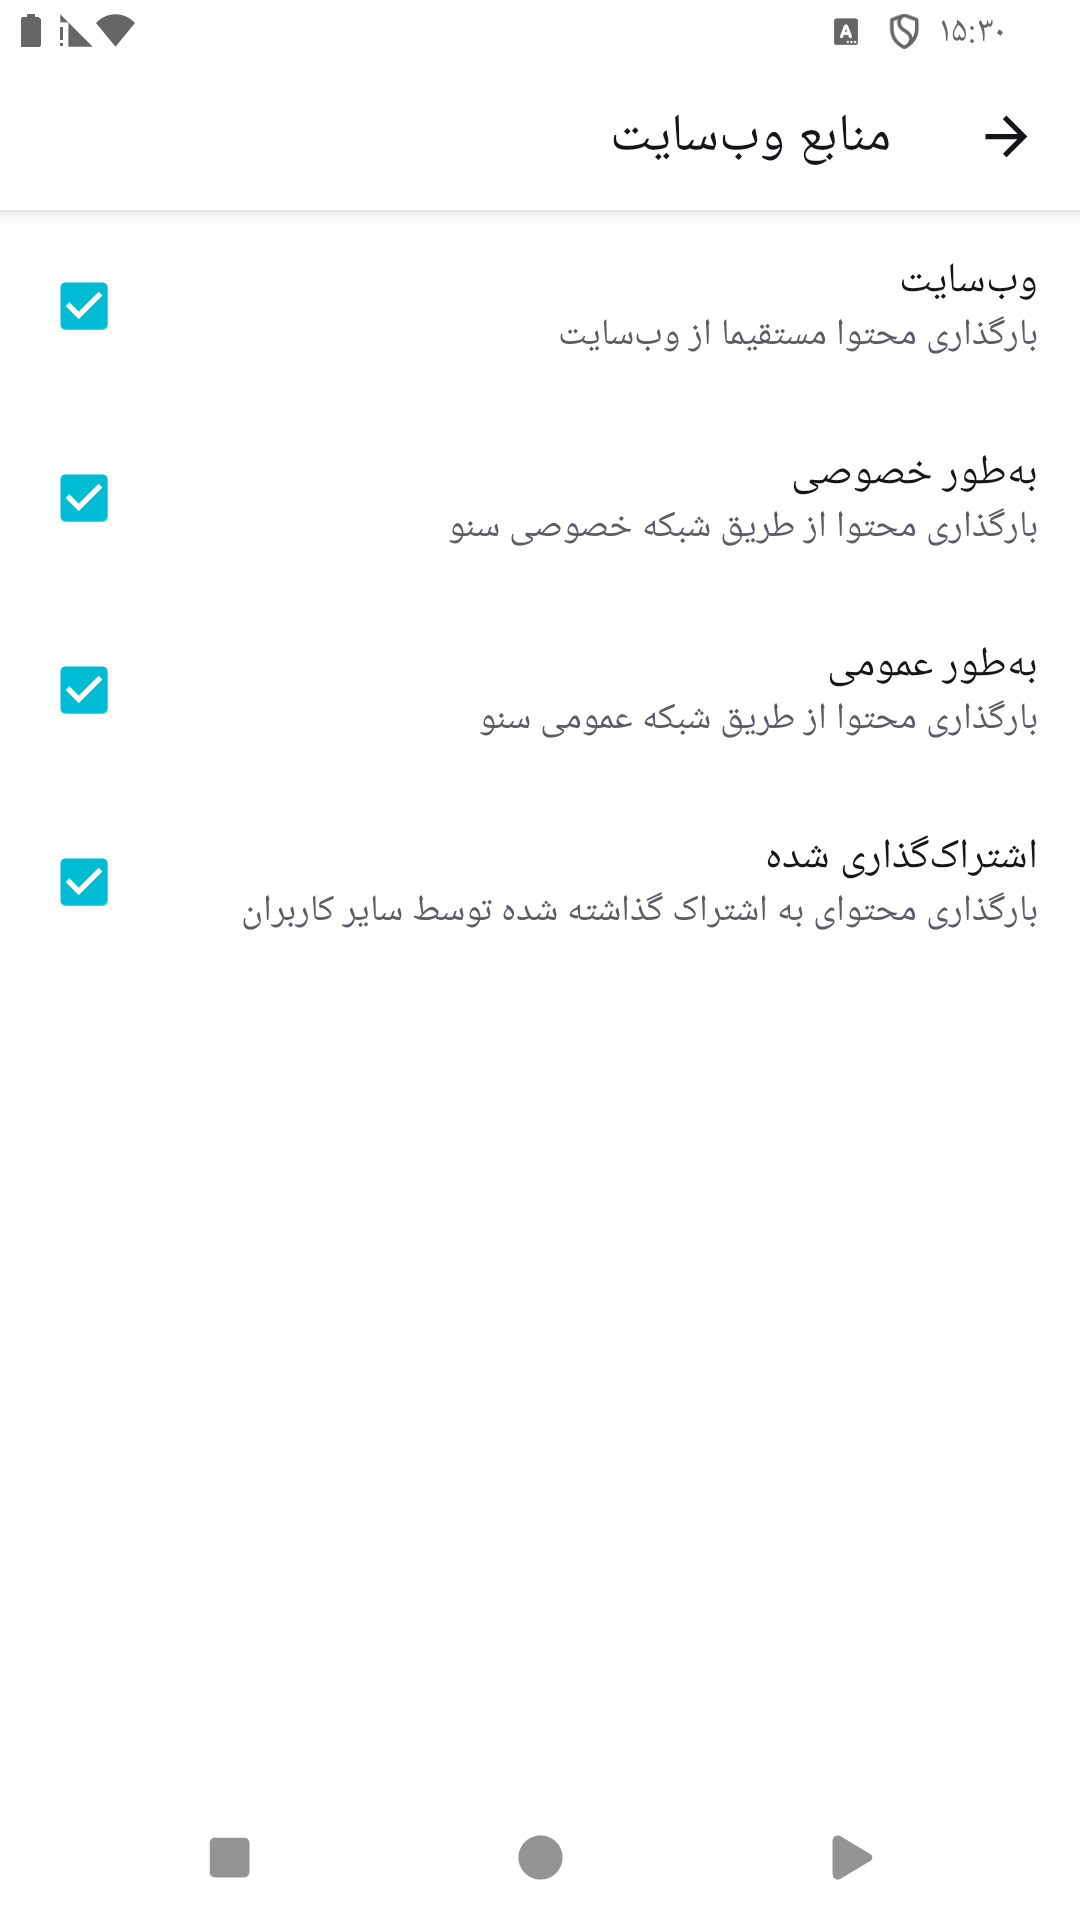 ۱۵:۳۰
منابع وب‌سایت
وب‌سایت
بارگذاری محتوا مستقیما از وب‌سایت
به‌طور خصوصی
بارگذاری محتوا از طریق شبکه خصوصی سنو
به‌طور عمومی
بارگذاری محتوا از طریق شبکه عمومی سنو
اشتراک‌گذاری شده
بارگذاری محتوای به اشتراک گذاشته شده توسط سایر کاربران